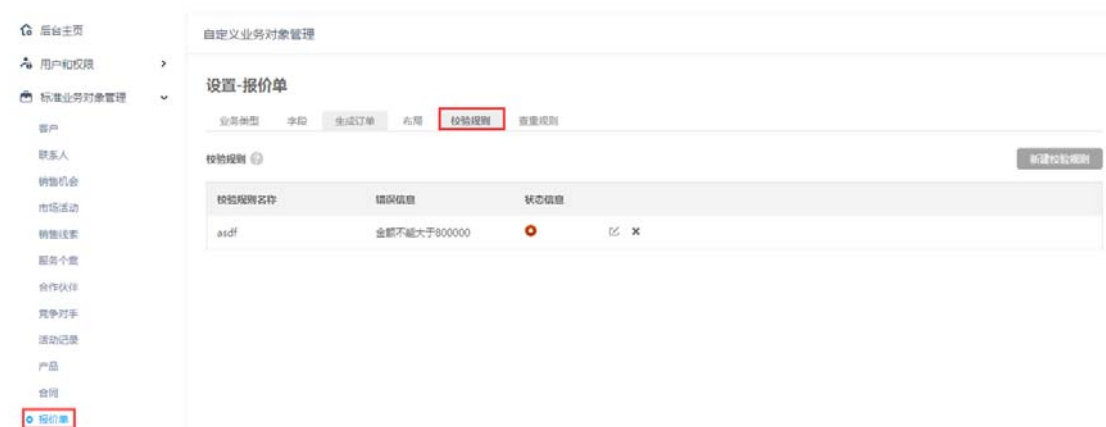 后台主页
用户和权限
标准业务对象管理
客户
联系人
销售机会
市场活动
销售线索
服务个案
合作伙伴
竞争对手
活动记录
产品
合同
报价单
自定义业务对象管理
设置-报价单
业务类型 字段 生成订单 布局 校验规则 查重规则
校验规则
新建校验规则
校验规则名称 错误信息 状态信息
asdf 金额不能大于800000